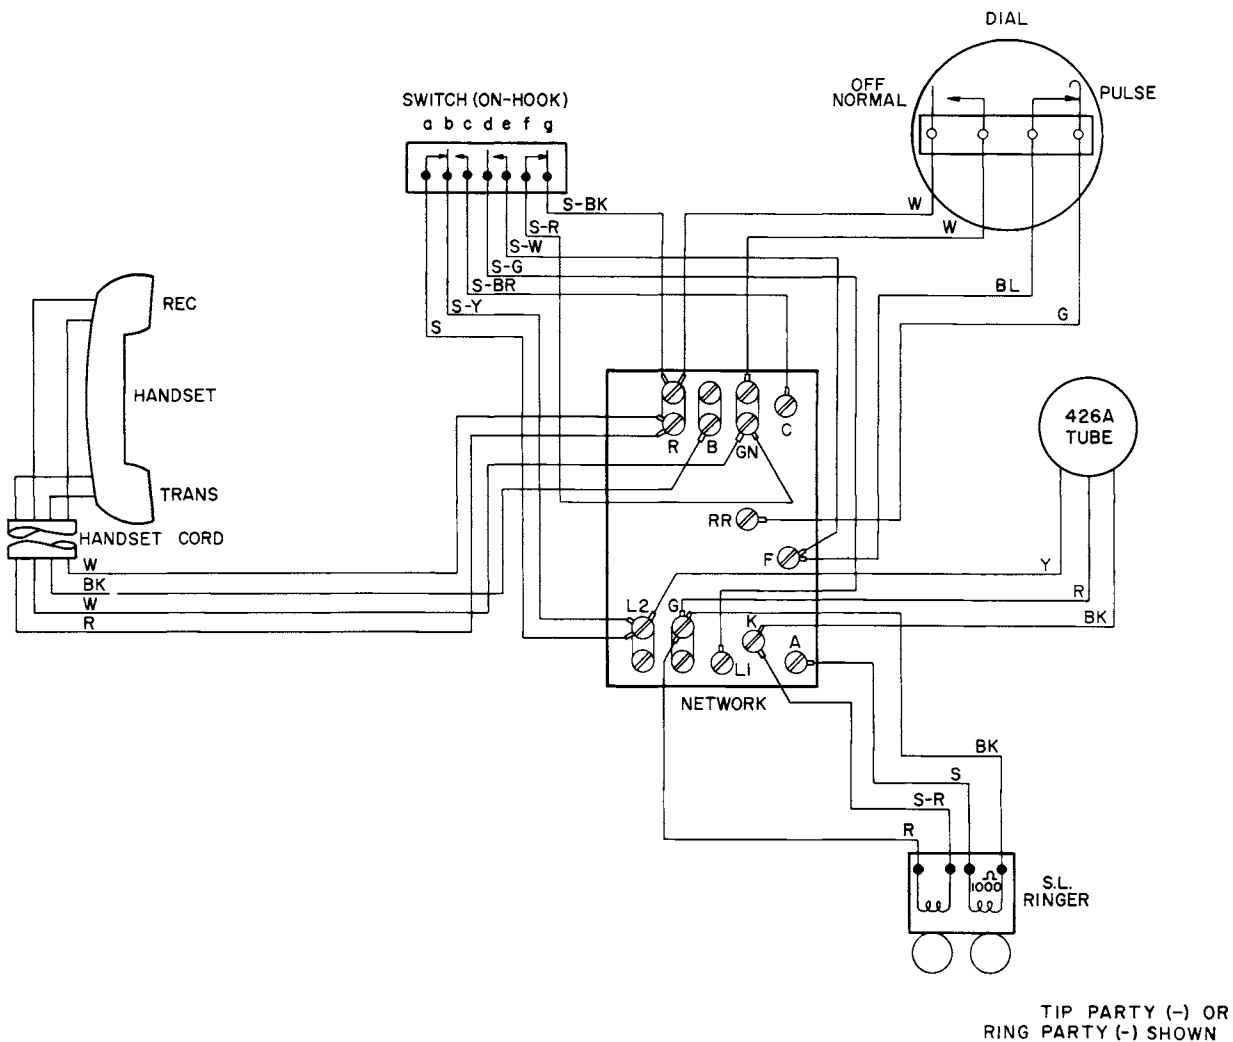 DIAL
OFF
NORMAL
PULSE
SWITCH (ON-HOOK)
a b c d e f g
S-BK
S-R
S-W
S-G
S-BR
S-Y
S
W
W
BL
G
REC
HANDSET
TRANS
HANDSET CORD
W
BK
W
R
R
B
GN
C
RR
F
L2
G
L1
K
A
NETWORK
426A
TUBE
Y
R
BK
BK
S
S-R
R
Ω
1000
S.L.
RINGER
TIP PARTY (-) OR
RING PARTY (-) SHOWN